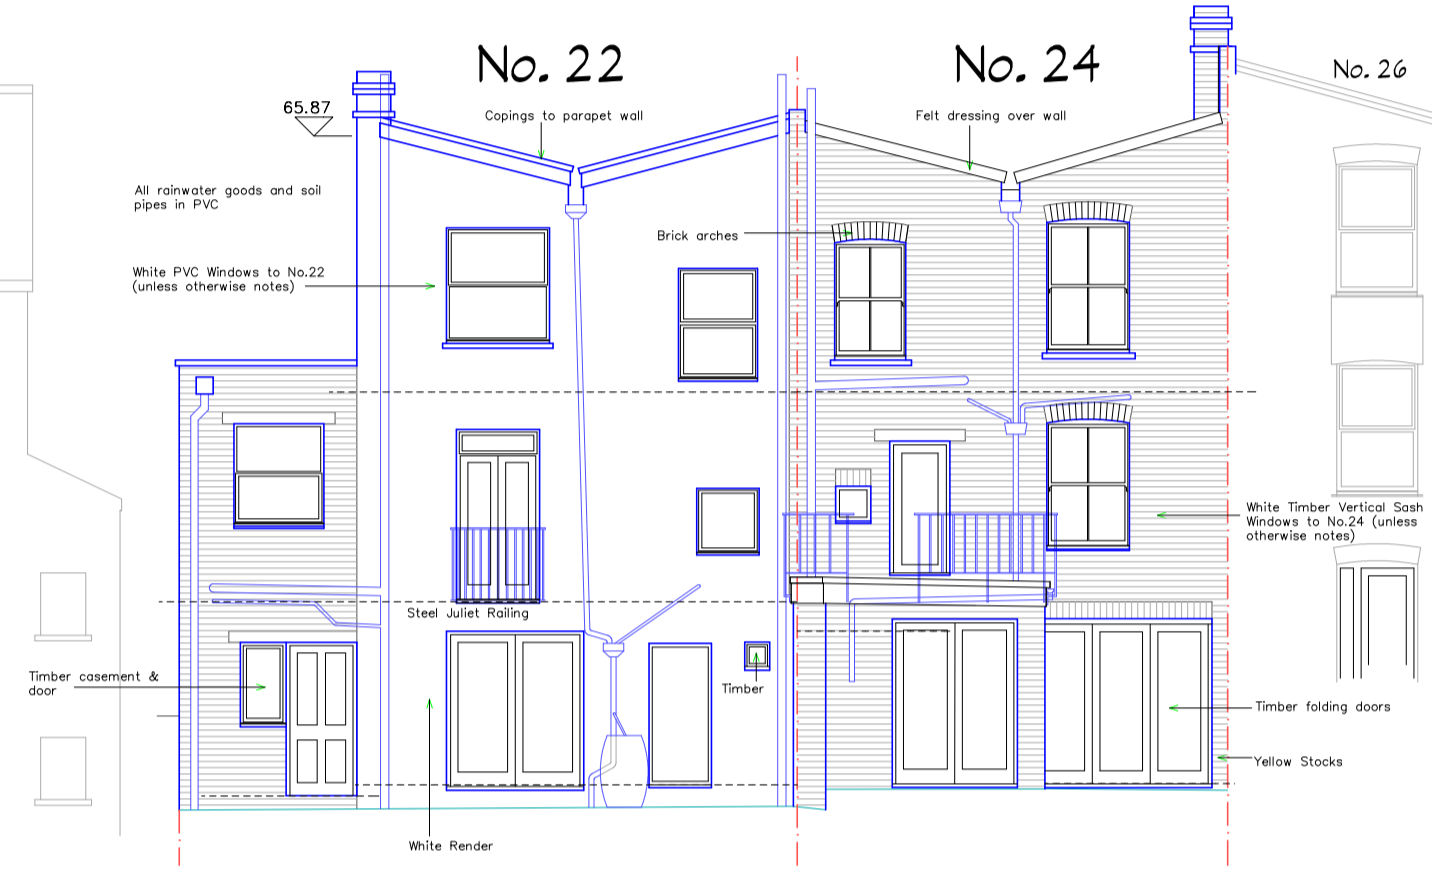 No. 22
No. 24
No. 26
65.87
Copings to parapet wall
Felt dressing over wall
All rainwater goods and soil
pipes in PVC
Brick arches
White PVC Windows to No.22
(unless otherwise notes)
White Timber Vertical Sash
Windows to No.24 (unless
otherwise notes)
Steel Juliet Railing
Timber casement &
door
Timber
Timber folding doors
Yellow Stocks
White Render